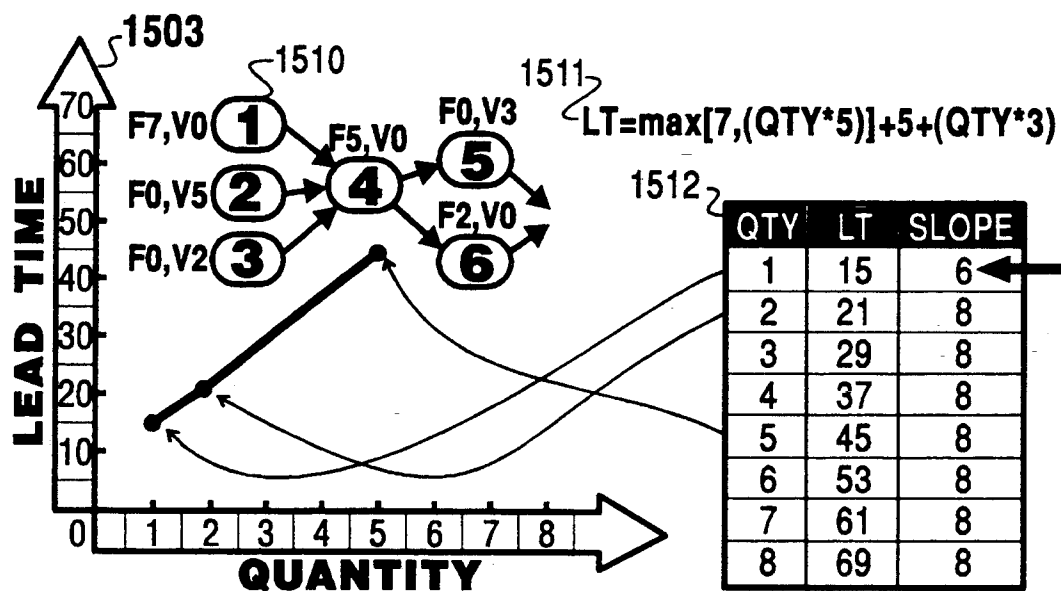 1503
1510
1511
LT=max[7,(QTY*5)]+5+(QTY*3)
F7,V0 1
F5,V0
F0,V3
F0,V5 2
4
5
F2,V0
F0,V2 3
6
1512
QTY LT SLOPE
1 15 6
2 21 8
3 29 8
4 37 8
5 45 8
6 53 8
7 61 8
8 69 8
LEAD TIME
70
60
50
40
30
20
10
0 1 2 3 4 5 6 7 8
QUANTITY